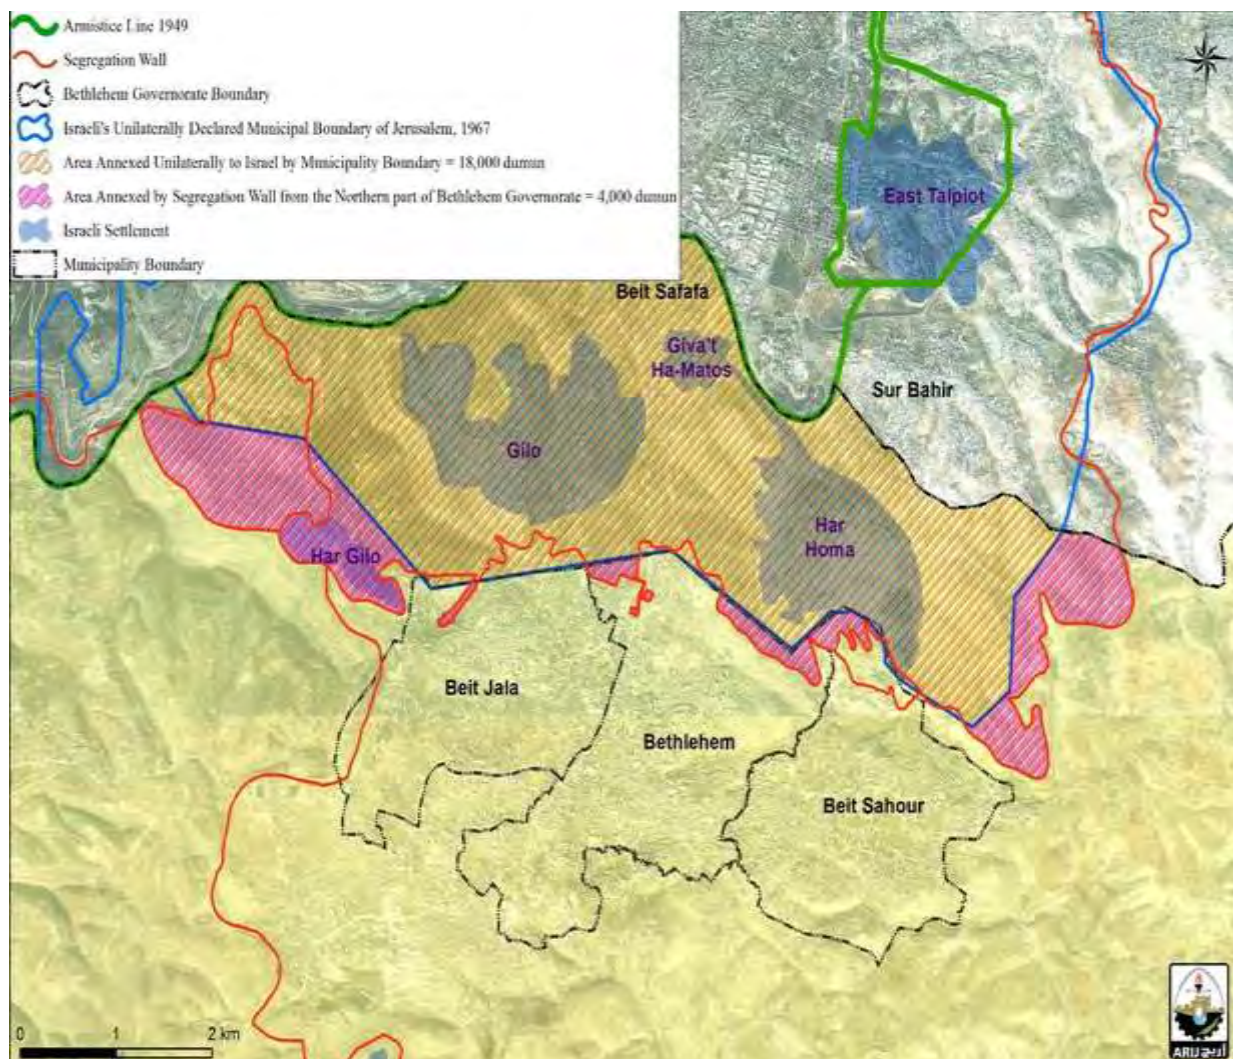 Armistice Line 1949
Segregation Wall
Bethlehem Governorate Boundary
Israeli's Unilaterally Declared Municipal Boundary of Jerusalem, 1967
Area Annexed Unilaterally to Israel by Municipality Boundary = 18,000 dunum
Area Annexed by Segregation Wall from the Northern part of Bethlehem Governorate = 4,000 dunum
Israeli Settlement
Municipality Boundary
East Talpiot
Beit Safafa
Giva't
Ha-Matos
Sur Bahir
Gilo
Har
Homa
Har Gilo
Beit Jala
Bethlehem
Beit Sahour
0 1 2 km
ARIJ أريج